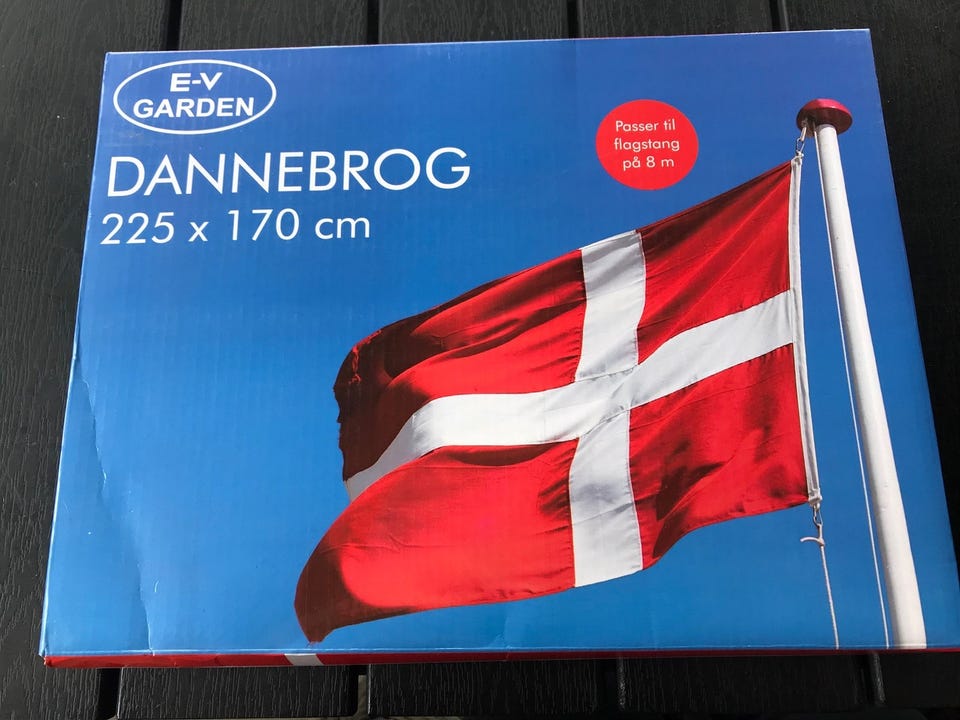 E-V
GARDEN
DANNEBROG
225 x 170 cm
Passer til
flagstang
på 8 m